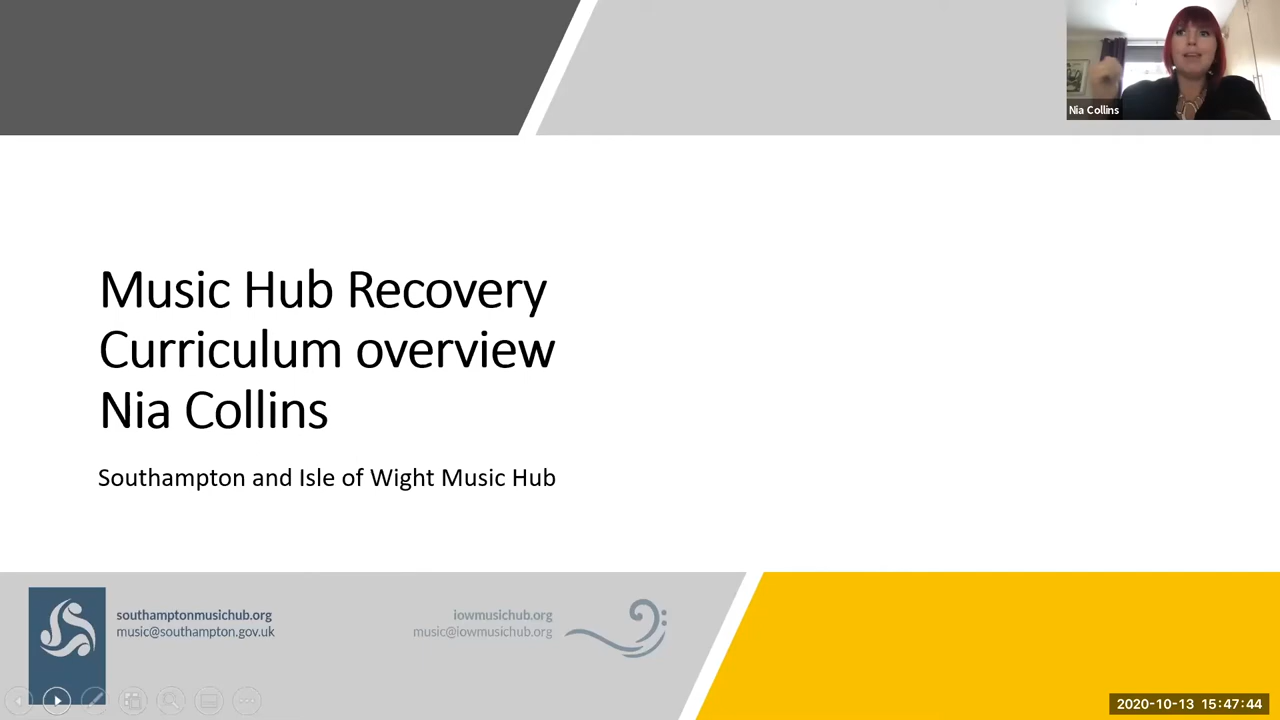 Nia Collins
Music Hub Recovery
Curriculum overview
Nia Collins
Southampton and Isle of Wight Music Hub
southamptonmusichub.org
music@southampton.gov.uk
iowmusichub.org
music@iowmusichub.org
2020-10-13 15:47:44